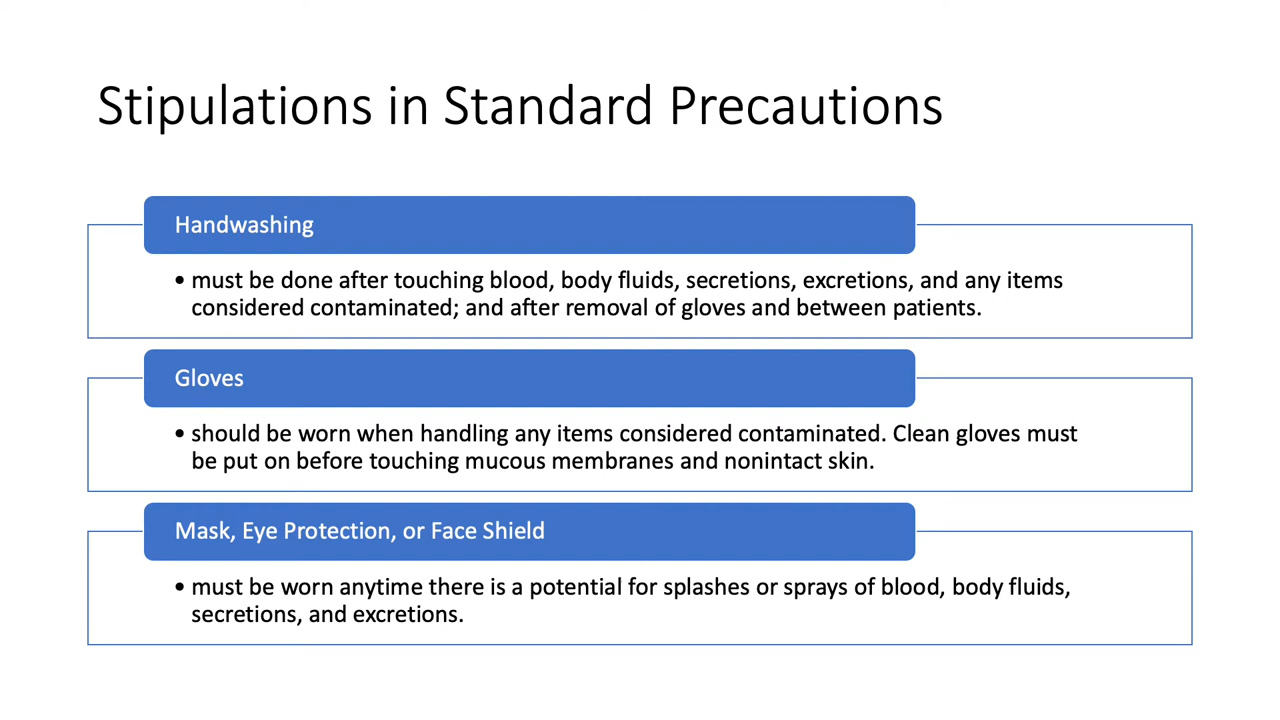 Stipulations in Standard Precautions
Handwashing
• must be done after touching blood, body fluids, secretions, excretions, and any items
considered contaminated; and after removal of gloves and between patients.
Gloves
• should be worn when handling any items considered contaminated. Clean gloves must
be put on before touching mucous membranes and nonintact skin.
Mask, Eye Protection, or Face Shield
• must be worn anytime there is a potential for splashes or sprays of blood, body fluids,
secretions, and excretions.